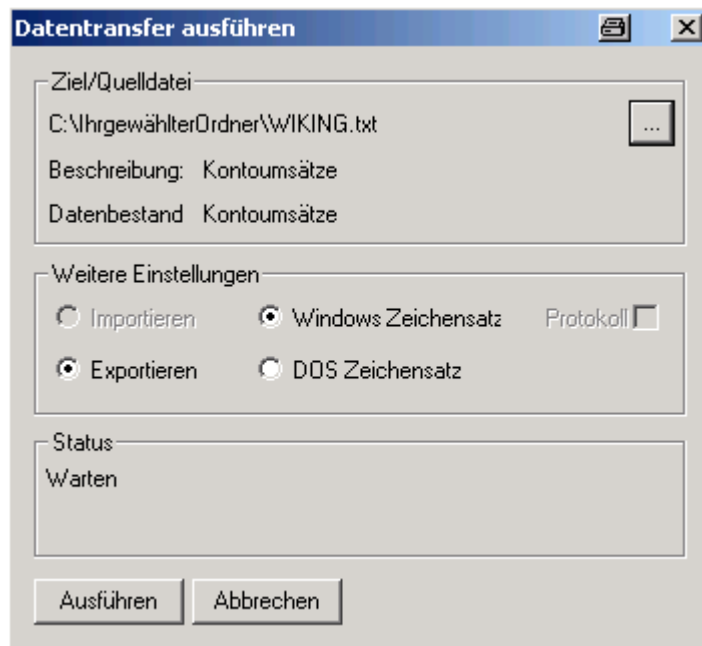 Datentransfer ausführen
Ziel/Quelldatei
C:\IhrgewählterOrdner\WIKING.txt
...
Beschreibung: Kontoumsätze
Datenbestand Kontoumsätze
Weitere Einstellungen
Importieren Windows Zeichensatz Protokoll
Exportieren DOS Zeichensatz
Status
Warten
Ausführen Abbrechen